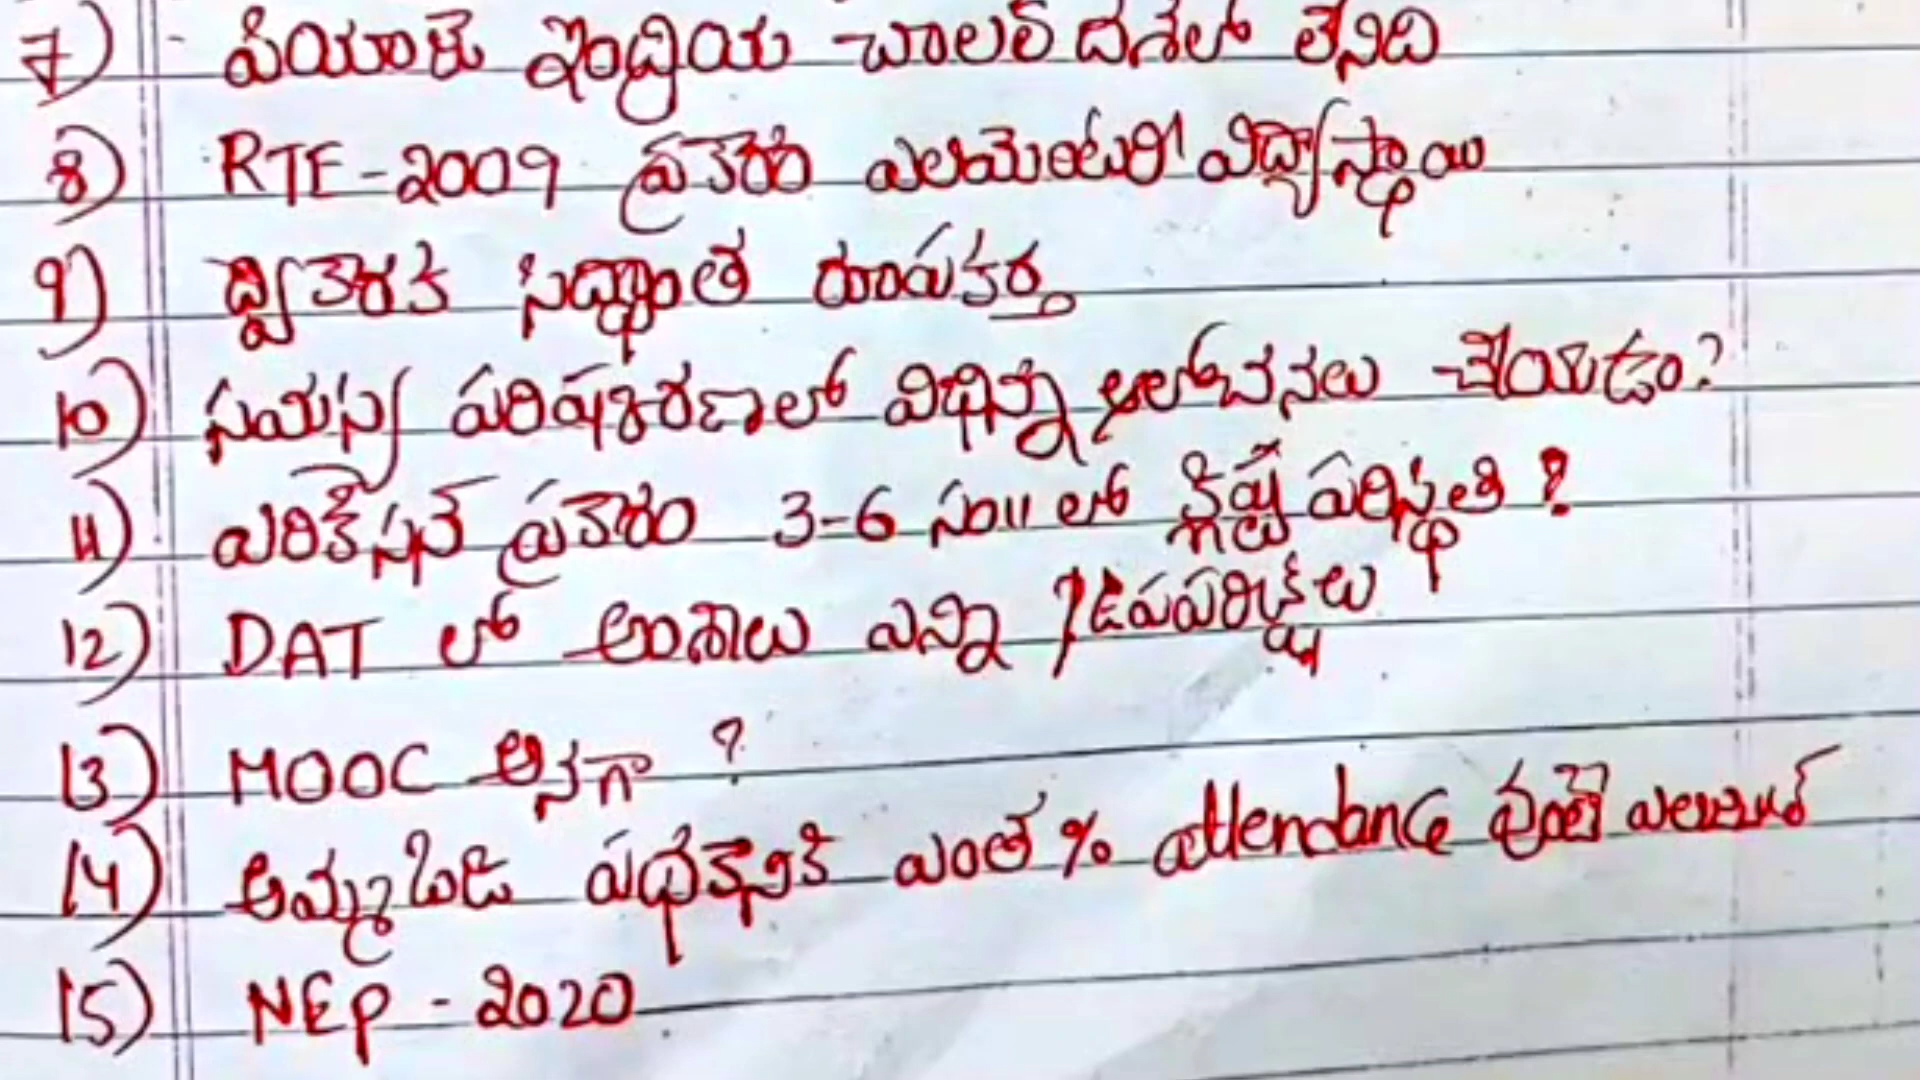 7) - పియాజె ఇంద్రియ చాలక దశలో లేనిది
8) RTE-2009 ప్రకారం ఎలిమెంటరీ విద్యాస్థాయి
9) ద్వికారక సిద్ధాంత రూపకర్త
10) సమస్య పరిష్కరణలో విభిన్న ఆలోచనలు చేయుటం?
11) ఎరిక్‌సన్ ప్రకారం 3-6 సం॥లో క్లిష్ట పరిస్థితి?
12) DAT లో అంశాలు ఎన్ని / ఉపపరీక్షలు
13) MOOC అనగా ?
14) అమ్మఒడి పథకానికి ఎంత % attendance వుంటే ఎలిజిబుల్
15) NEP - 2020